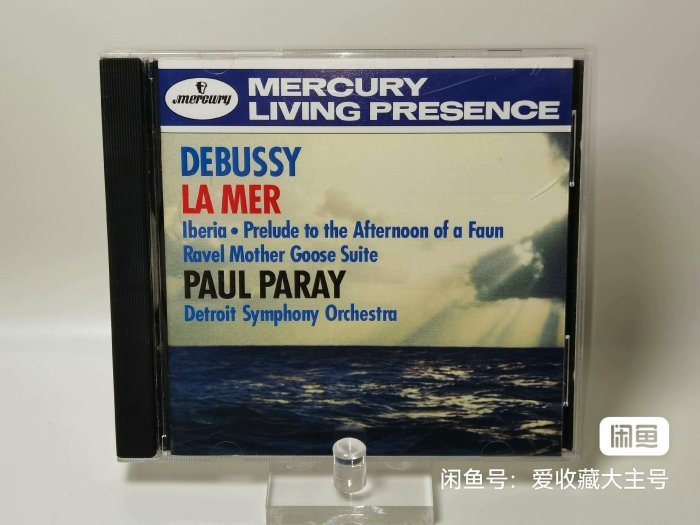 mercury
MERCURY
LIVING PRESENCE
DEBUSSY
LA MER
Iberia • Prelude to the Afternoon of a Faun
Ravel Mother Goose Suite
PAUL PARAY
Detroit Symphony Orchestra
闲鱼
闲鱼号：爱收藏大主号